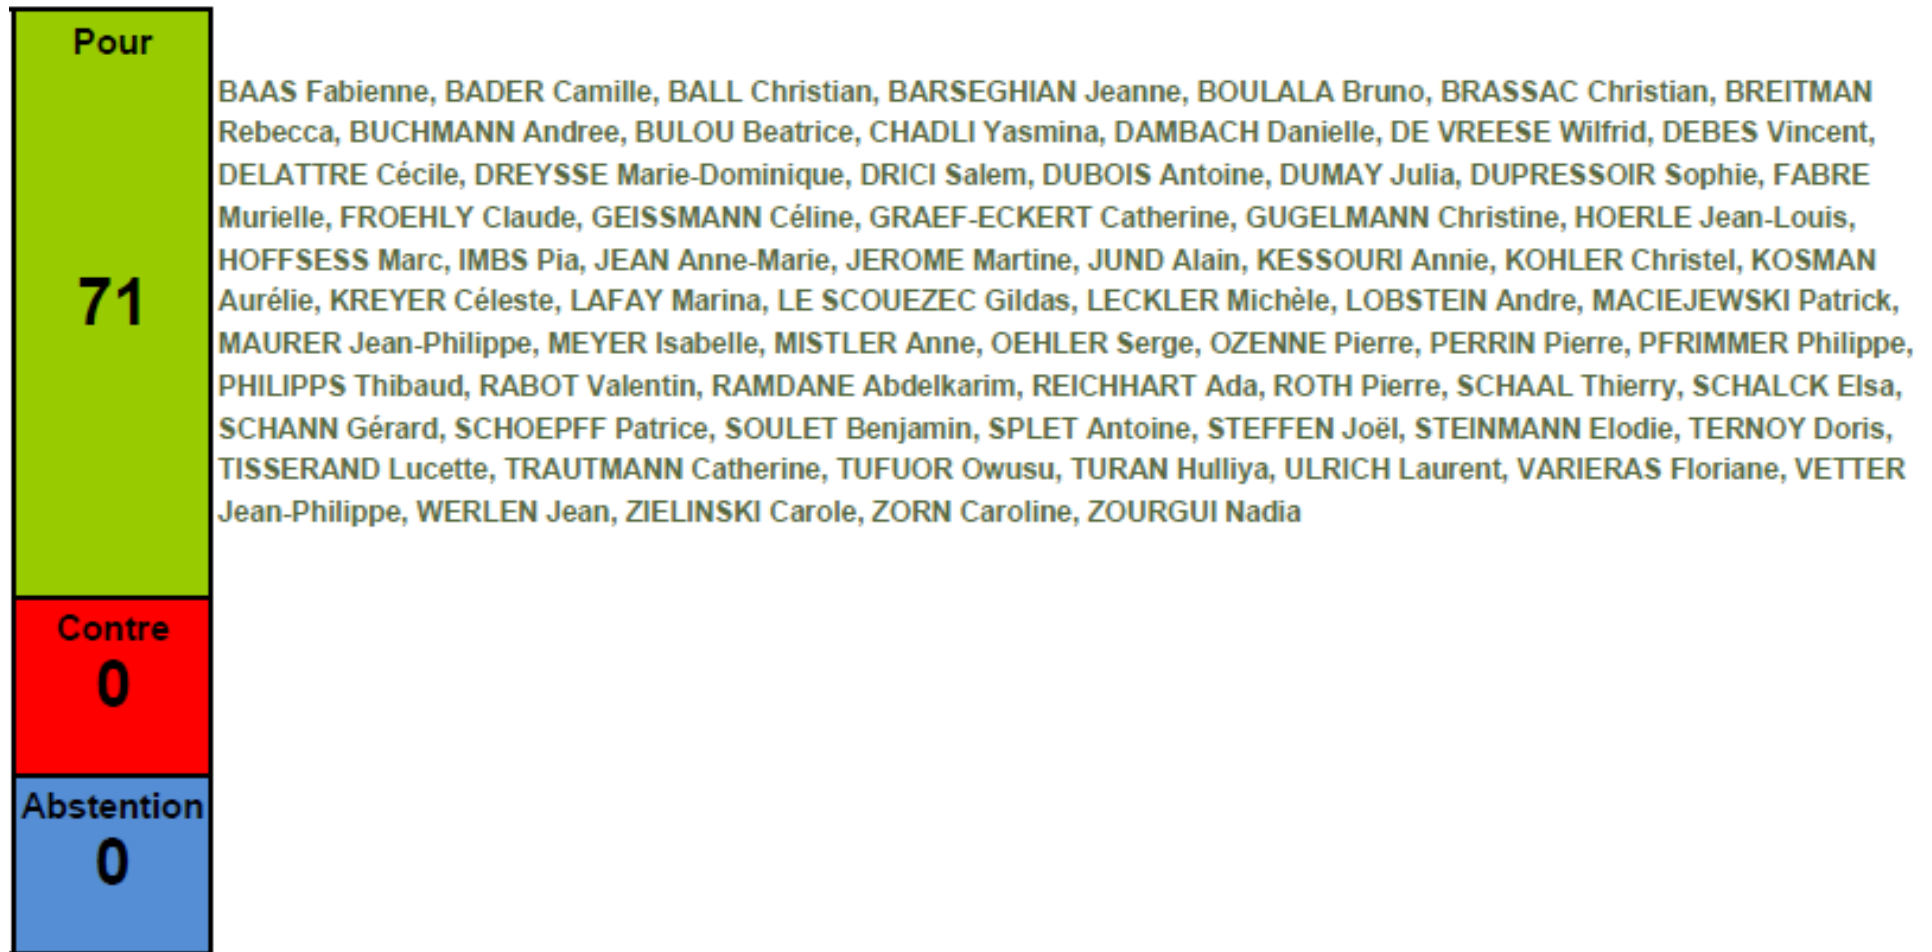 Pour
71
BAAS Fabienne, BADER Camille, BALL Christian, BARSEGHIAN Jeanne, BOULALA Bruno, BRASSAC Christian, BREITMAN
Rebecca, BUCHMANN Andree, BULOU Beatrice, CHADLI Yasmina, DAMBACH Danielle, DE VREESE Wilfrid, DEBES Vincent,
DELATTRE Cécile, DREYSSE Marie-Dominique, DRICI Salem, DUBOIS Antoine, DUMAY Julia, DUPRESSOIR Sophie, FABRE
Murielle, FROEHLY Claude, GEISSMANN Céline, GRAEF-ECKERT Catherine, GUGELMANN Christine, HOERLE Jean-Louis,
HOFFSESS Marc, IMBS Pia, JEAN Anne-Marie, JEROME Martine, JUND Alain, KESSOURI Annie, KOHLER Christel, KOSMAN
Aurélie, KREYER Céleste, LAFAY Marina, LE SCOUEZEC Gildas, LECKLER Michèle, LOBSTEIN Andre, MACIEJEWSKI Patrick,
MAURER Jean-Philippe, MEYER Isabelle, MISTLER Anne, OEHLER Serge, OZENNE Pierre, PERRIN Pierre, PFRIMMER Philippe,
PHILIPPS Thibaud, RABOT Valentin, RAMDANE Abdelkarim, REICHHART Ada, ROTH Pierre, SCHAAL Thierry, SCHALCK Elsa,
SCHANN Gérard, SCHOEPFF Patrice, SOULET Benjamin, SPLET Antoine, STEFFEN Joël, STEINMANN Elodie, TERNOY Doris,
TISSERAND Lucette, TRAUTMANN Catherine, TUFUOR Owusu, TURAN Hulliya, ULRICH Laurent, VARIERAS Floriane, VETTER
Jean-Philippe, WERLEN Jean, ZIELINSKI Carole, ZORN Caroline, ZOURGUI Nadia
Contre
0
Abstention
0